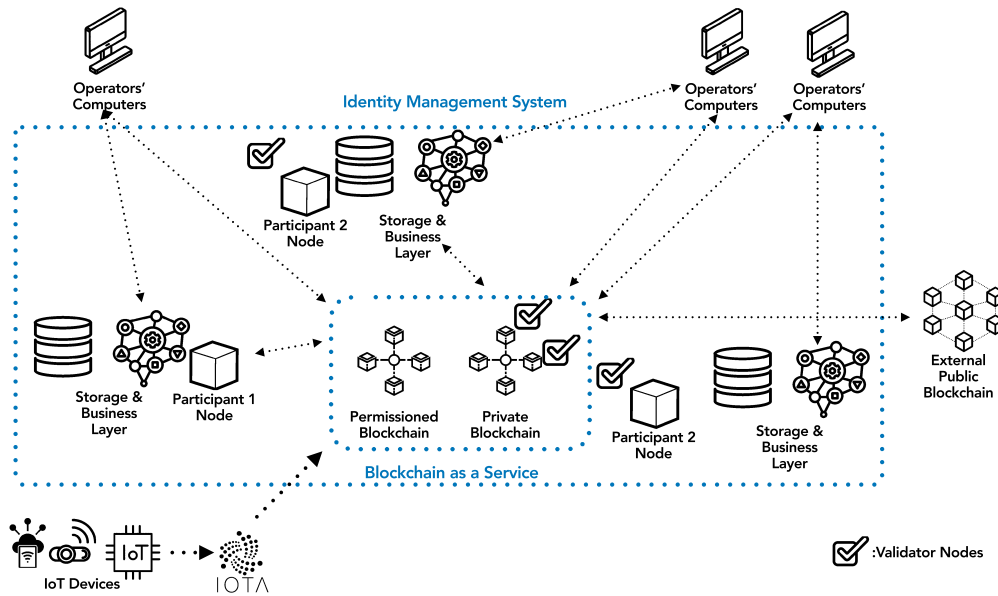 Operators'
Computers
Operators'
Computers
Operators'
Computers
Identity Management System
Participant 2
Node
Storage &
Business
Layer
Storage &
Business
Layer
Participant 1
Node
Permissioned
Blockchain
Private
Blockchain
Participant 2
Node
Storage &
Business
Layer
External
Public
Blockchain
Blockchain as a Service
IoT
IoT Devices
IOTA
:Validator Nodes